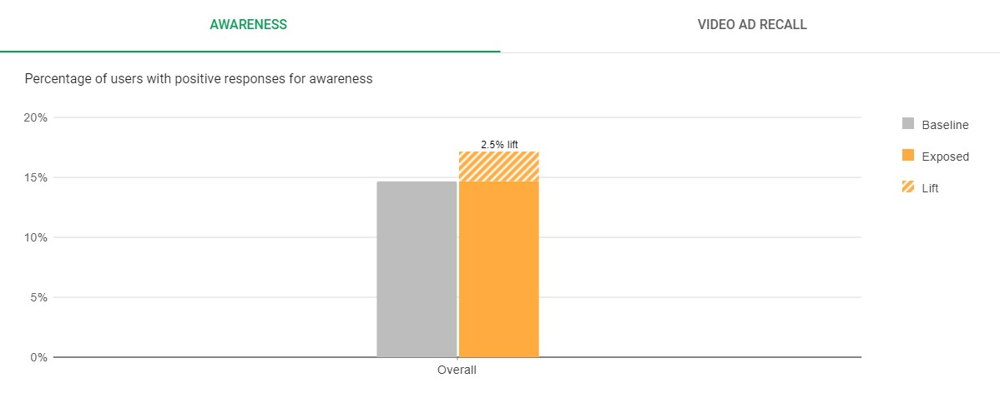 AWARENESS
VIDEO AD RECALL
Percentage of users with positive responses for awareness
20%
15%
10%
5%
0%
2.5% lift
Overall
Baseline
Exposed
Lift